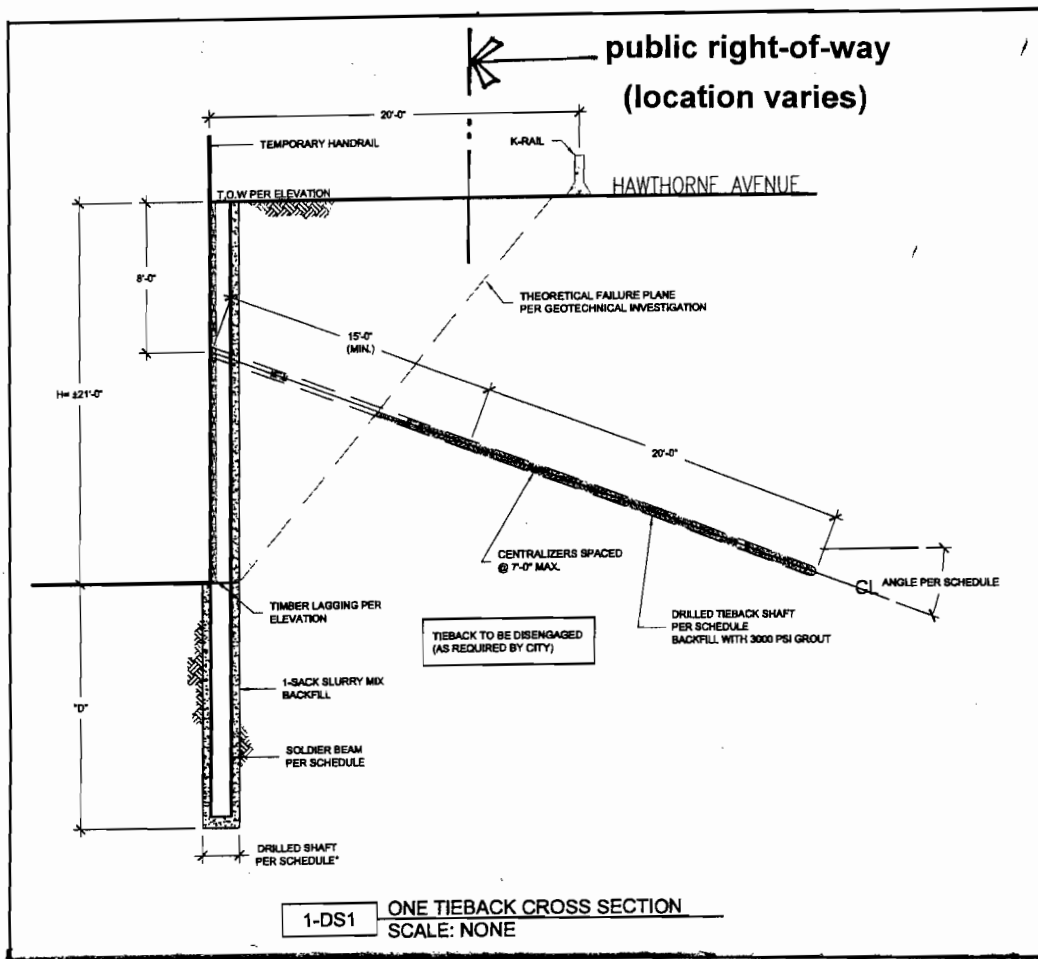 public right-of-way
(location varies)
20'-0"
TEMPORARY HANDRAIL
K-RAIL
HAWTHORNE AVENUE
T.O.W PER ELEVATION
8'-0"
THEORETICAL FAILURE PLANE
PER GEOTECHNICAL INVESTIGATION
15'-0"
(MIN.)
H= ±21'-0"
20'-0"
CENTRALIZERS SPACED
@ 7'-0" MAX.
CL ANGLE PER SCHEDULE
TIMBER LAGGING PER
ELEVATION
DRILLED TIEBACK SHAFT
PER SCHEDULE
BACKFILL WITH 3000 PSI GROUT
TIEBACK TO BE DISENGAGED
(AS REQUIRED BY CITY)
1-SACK SLURRY MIX
BACKFILL
"D"
SOLDIER BEAM
PER SCHEDULE
DRILLED SHAFT
PER SCHEDULE"
1-DS1
ONE TIEBACK CROSS SECTION
SCALE: NONE